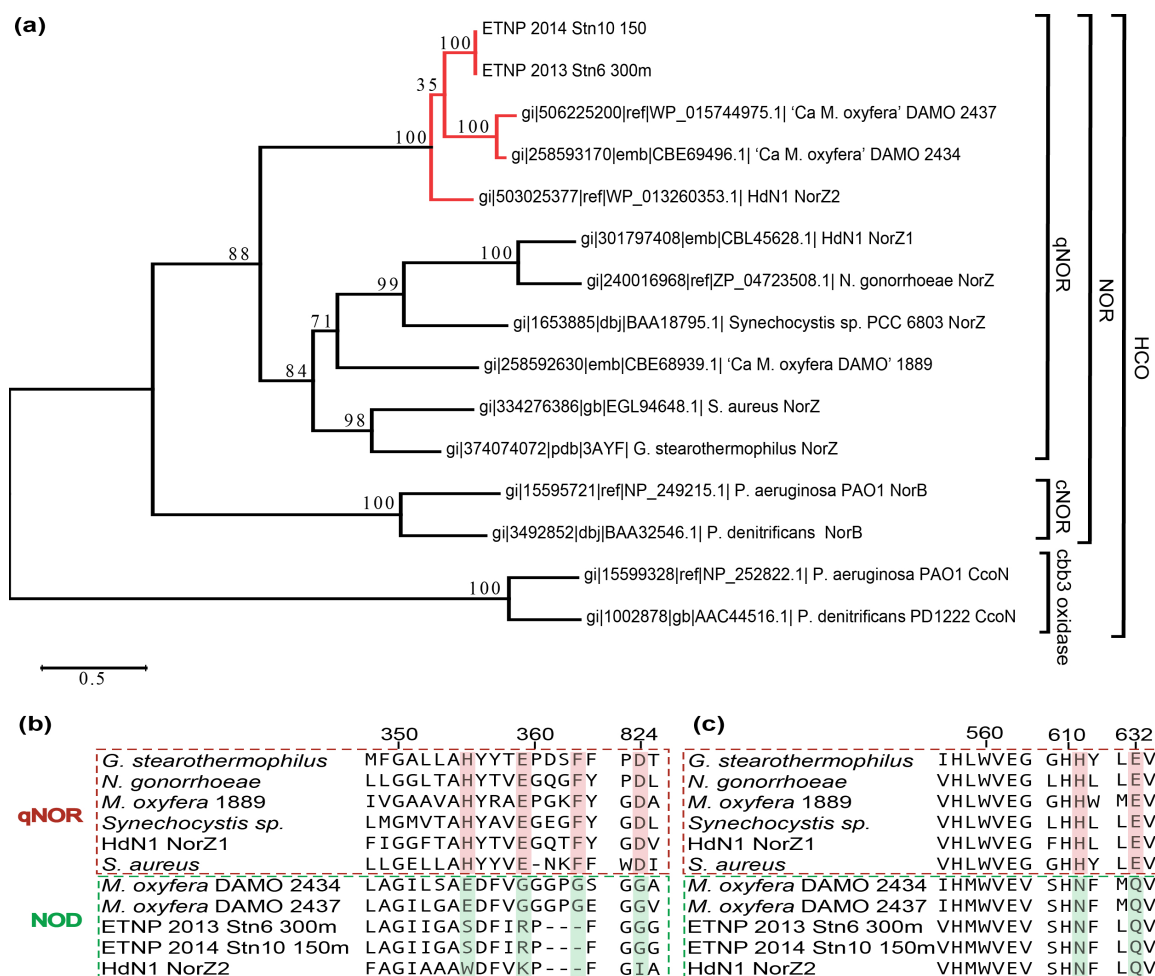 (a)
ETNP 2014 Stn10 150
ETNP 2013 Stn6 300m
gi|506225200|ref|WP_015744975.1| ‘Ca M. oxyfera’ DAMO 2437
gi|258593170|emb|CBE69496.1| ‘Ca M. oxyfera’ DAMO 2434
gi|503025377|ref|WP_013260353.1| HdN1 NorZ2
gi|301797408|emb|CBL45628.1| HdN1 NorZ1
gi|240016968|ref|ZP_04723508.1| N. gonorrhoeae NorZ
gi|1653885|dbj|BAA18795.1| Synechocystis sp. PCC 6803 NorZ
gi|258592630|emb|CBE68939.1| ‘Ca M. oxyfera DAMO’ 1889
gi|334276386|gb|EGL94648.1| S. aureus NorZ
gi|374074072|pdb|3AYF| G. stearothermophilus NorZ
gi|15595721|ref|NP_249215.1| P. aeruginosa PAO1 NorB
gi|3492852|dbj|BAA32546.1| P. denitrificans NorB
gi|15599328|ref|NP_252822.1| P. aeruginosa PAO1 CcoN
gi|1002878|gb|AAC44516.1| P. denitrificans PD1222 CcoN
100
35
100
100
88
100
99
71
84
98
100
100
qNOR
cNOR
cbb3 oxidase
NOR
HCO
0.5
(b)
350 360 824
qNOR
G. stearothermophilus MFGALLAHYYTEPDSFF PDT
N. gonorrhoeae LLGGLTAHYTVEGQGFY PDL
M. oxyfera 1889 IVGAAVAHYRAEPGKFY GDA
Synechocystis sp. LMGMVTAHYAVEGEGFY GDL
HdN1 NorZ1 FIGGFTAHYTVEGQTFY GDV
S. aureus LLGELLAHYYVE-NKFF WDI
NOD
M. oxyfera DAMO 2434 LAGILSAEDFVGGGPGS GGA
M. oxyfera DAMO 2437 LAGILGAEDFVGGGPGE GGV
ETNP 2013 Stn6 300m LAGIIGASDFIRP---F GGG
ETNP 2014 Stn10 150m LAGIIGASDFIRP---F GGG
HdN1 NorZ2 FAGIAAAWDFVKP---F GIA
(c)
560 610 632
G. stearothermophilus IHLWVEG GHHY LEV
N. gonorrhoeae VHLWVEG GHHL LEV
M. oxyfera 1889 VHLWVEG GHHW MEV
Synechocystis sp. VHLWVEG GHHL LEV
HdN1 NorZ1 VHLWVEG FHHL LEV
S. aureus VHLWVEG GHHY LEV
M. oxyfera DAMO 2434 IHMWVEV SHNF MQV
M. oxyfera DAMO 2437 IHMWVEV SHNF MQV
ETNP 2013 Stn6 300m VHMWVEV SHNF LQV
ETNP 2014 Stn10 150m VHMWVEV SHNF LQV
HdN1 NorZ2 VHMWVEV SHNF LQV